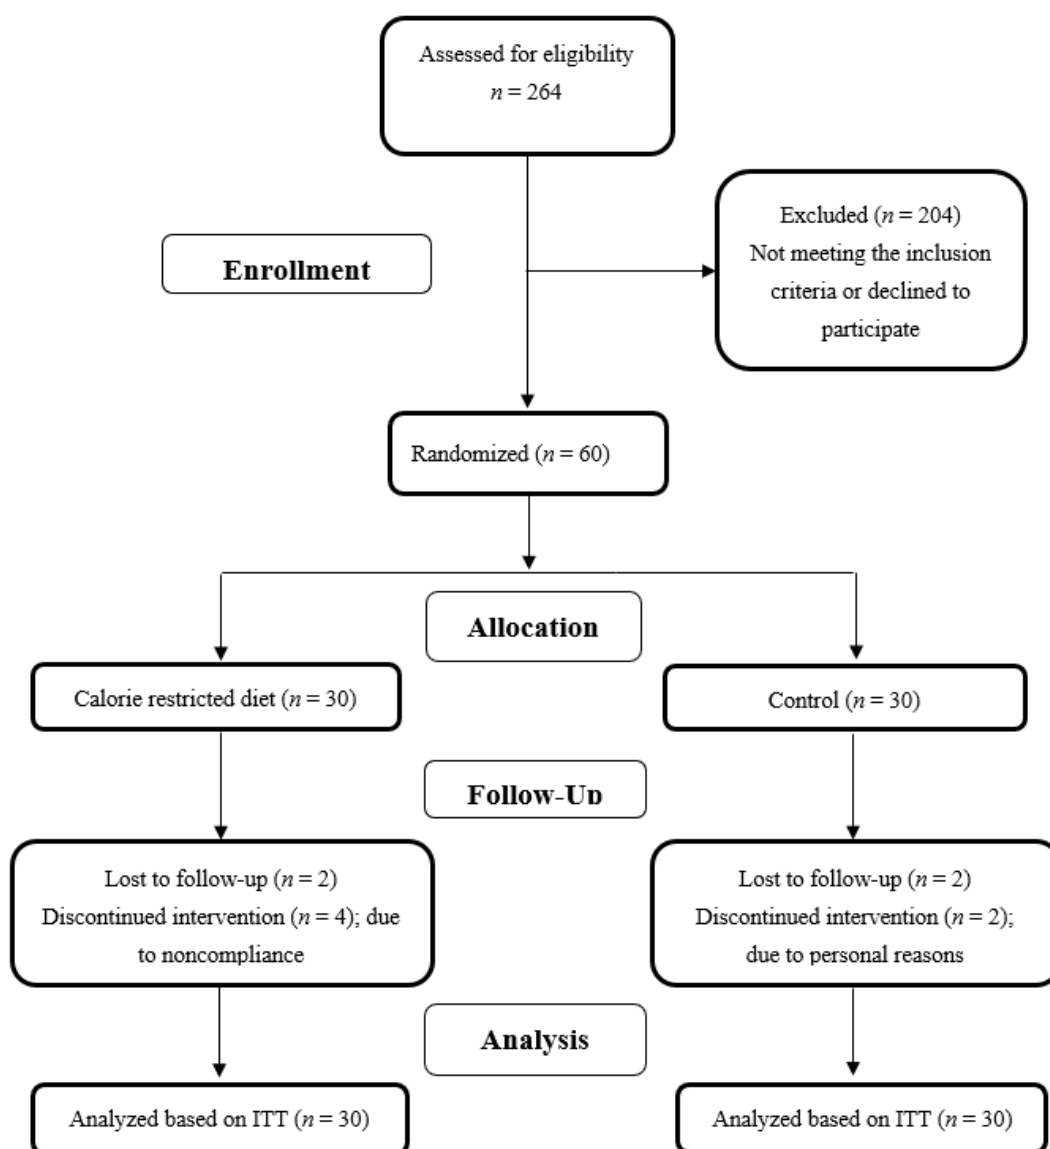 Assessed for eligibility
n = 264
Excluded (n = 204)
Not meeting the inclusion
criteria or declined to
participate
Enrollment
Randomized (n = 60)
Allocation
Calorie restricted diet (n = 30)
Control (n = 30)
Follow-Up
Lost to follow-up (n = 2)
Discontinued intervention (n = 4); due
to noncompliance
Lost to follow-up (n = 2)
Discontinued intervention (n = 2);
due to personal reasons
Analysis
Analyzed based on ITT (n = 30)
Analyzed based on ITT (n = 30)